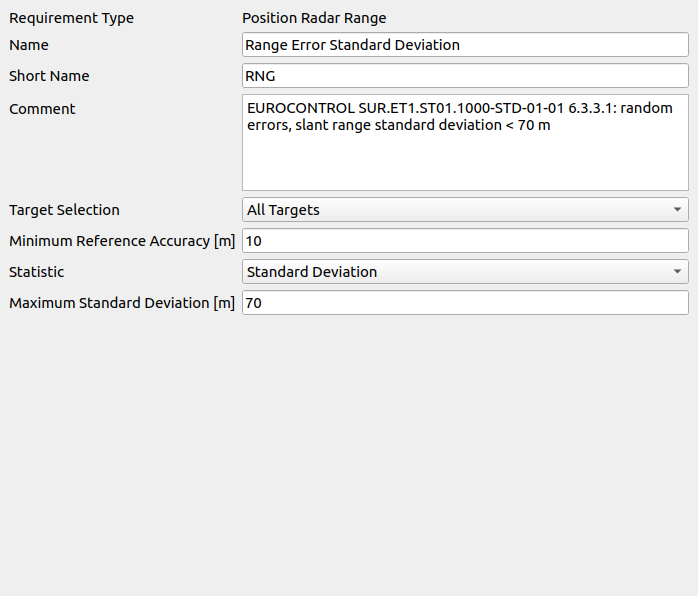 Requirement Type Position Radar Range
Name Range Error Standard Deviation
Short Name RNG
Comment EUROCONTROL SUR.ET1.ST01.1000-STD-01-01 6.3.3.1: random
errors, slant range standard deviation < 70 m
Target Selection All Targets
Minimum Reference Accuracy [m] 10
Statistic Standard Deviation
Maximum Standard Deviation [m] 70